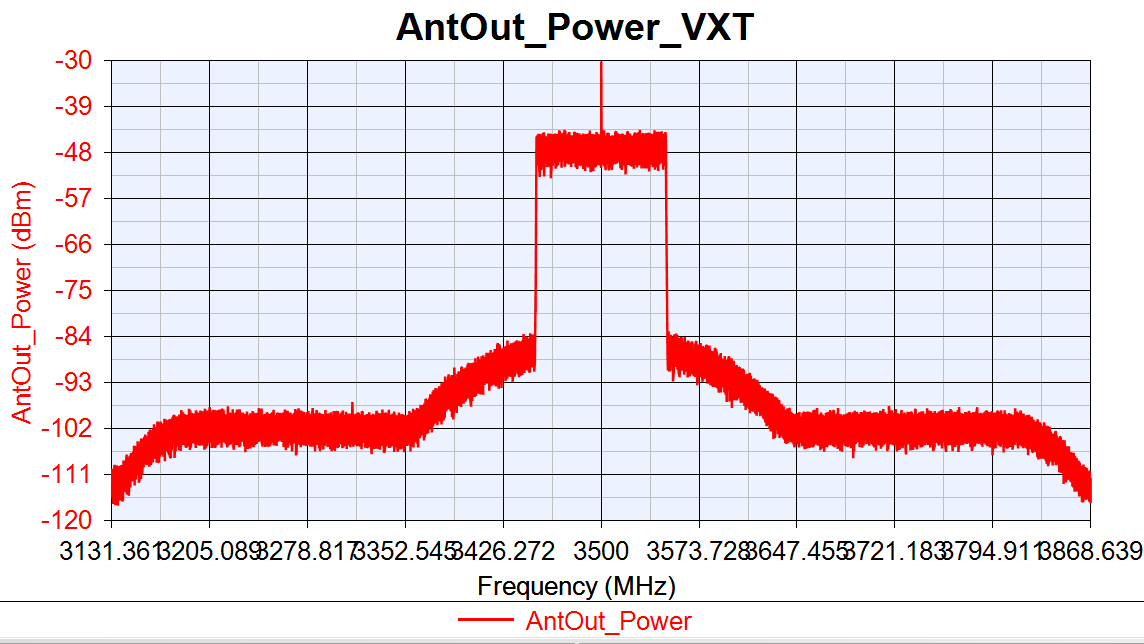 AntOut_Power_VXT
-30
-39
-48
-57
-66
-75
-84
-93
-102
-111
-120
AntOut_Power (dBm)
3131.361 3205.089 3278.817 3352.545 3426.272 3500 3573.728 3647.455 3721.183 3794.911 3868.639
Frequency (MHz)
AntOut_Power